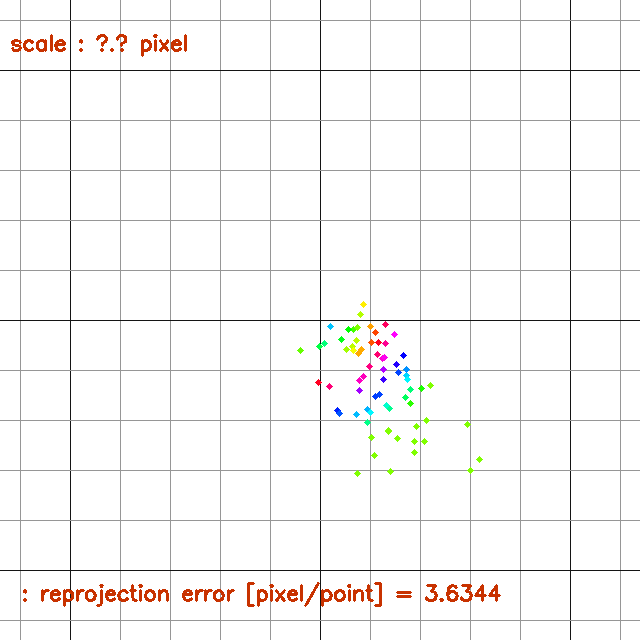 scale : ?.? pixel
: reprojection error [pixel/point] = 3.6344